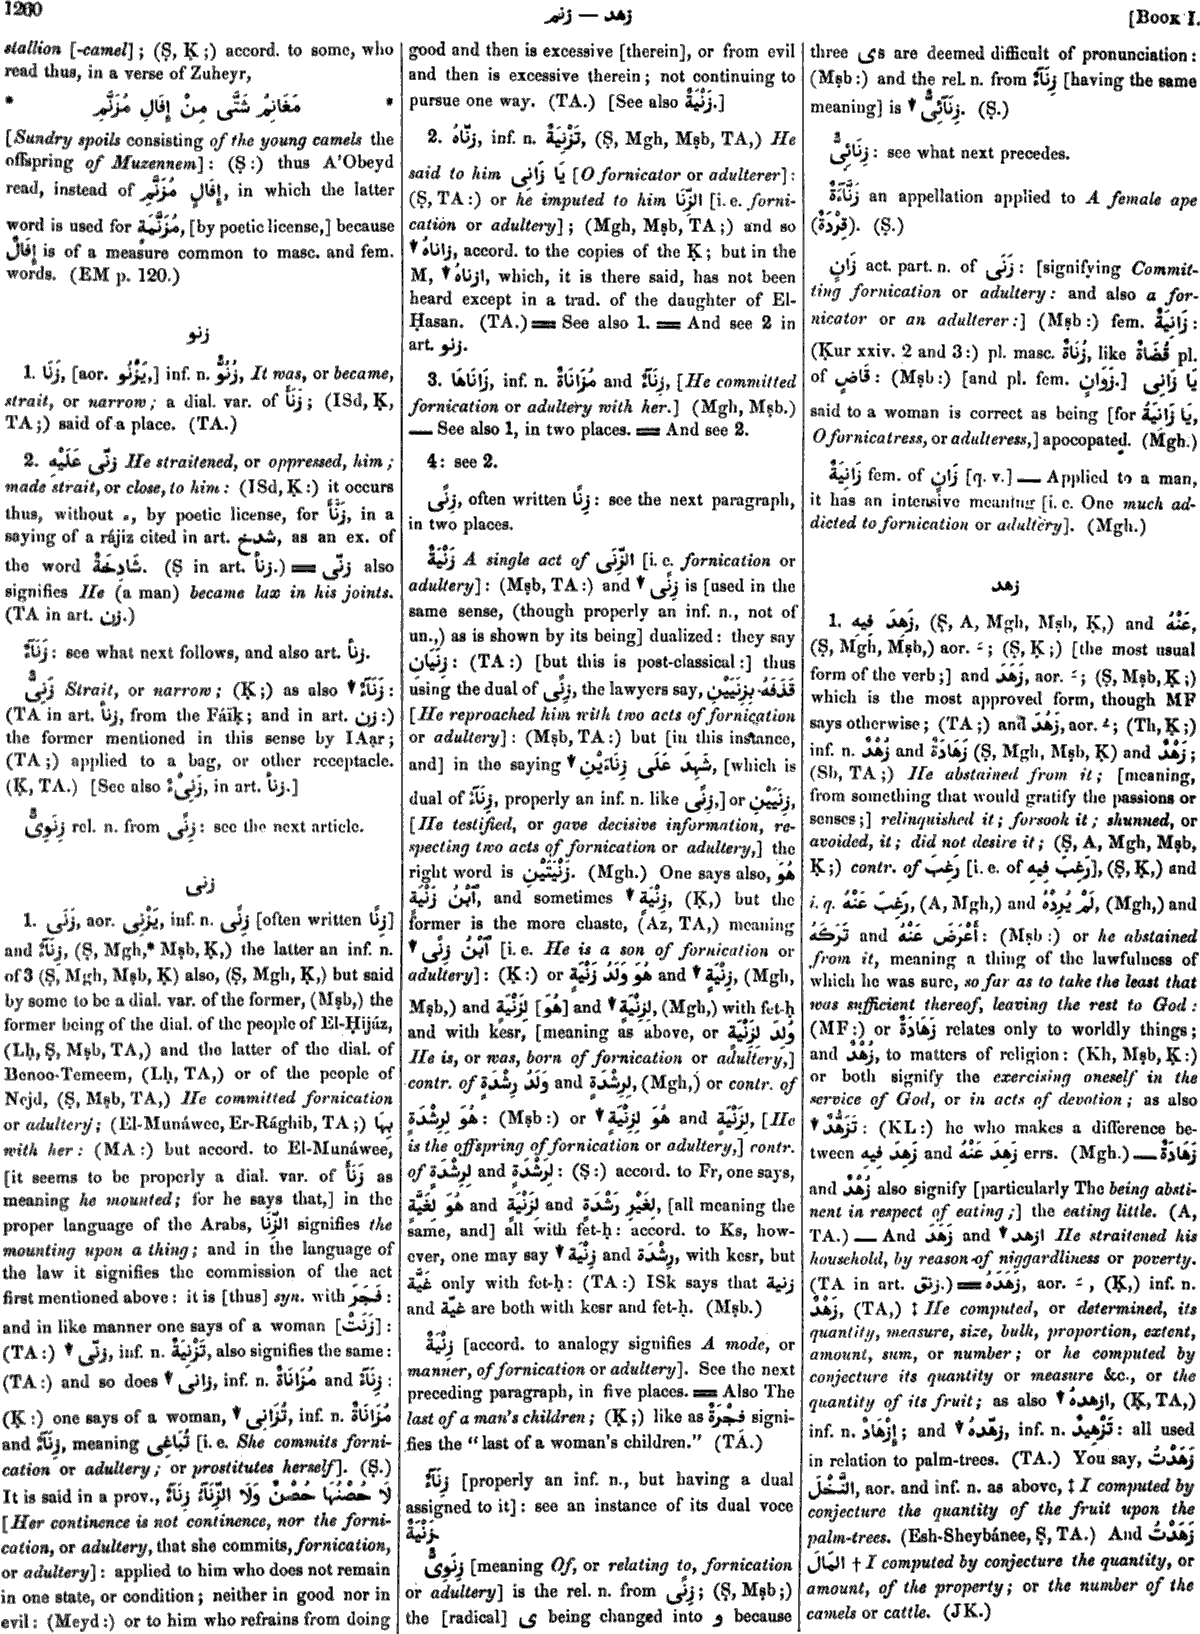 1260
زهد — زنم
[BOOK I.
stallion [-camel]; (Ṣ, Ḳ;) accord. to some, who
read thus, in a verse of Zuheyr,
* مَغَانِمُ شَتَّى مِنْ إِفَالِ مُزَنَّمِ *
[Sundry spoils consisting of the young camels the
offspring of Muzennem]: (Ṣ:) thus A'Obeyd
read, instead of إِفَالٍ مُزَنَّمِ, in which the latter
word is used for مُزَنَّمَةٍ, [by poetic license,] because
إِفَالٌ is of a measure common to masc. and fem.
words. (EM p. 120.)
زنو
1. زَنَا, [aor. يَزْنُو,] inf. n. زُنُوٌّ, It was, or became,
strait, or narrow; a dial. var. of زَنَأَ; (ISd, Ḳ,
TA;) said of a place. (TA.)
2. زَنَّى عَلَيْهِ He straitened, or oppressed, him;
made strait, or close, to him: (ISd, Ḳ:) it occurs
thus, without ء, by poetic license, for زَنَّأَ, in a
saying of a rájiz cited in art. شدخ, as an ex. of
the word شَادِخَةٌ. (Ṣ in art. زنأ.) ═ زنّى also
signifies He (a man) became lax in his joints.
(TA in art. زن.)
زَنَآءٌ: see what next follows, and also art. زنأ.
زَنِىٌّ Strait, or narrow; (Ḳ;) as also ↓ زَنَآءٌ:
(TA in art. زنأ, from the Fáïḳ; and in art. زن:)
the former mentioned in this sense by IAạr;
(TA;) applied to a bag, or other receptacle.
(Ḳ, TA.) [See also زَنِىْءٌ, in art. زنأ.]
زِنَوِىٌّ rel. n. from زِنًى: see the next article.
زنى
1. زَنَى, aor. يَزْنِى, inf. n. زِنًى [often written زِنًا]
and زِنَآءٌ, (Ṣ, Mgh,* Mṣb, Ḳ,) the latter an inf. n.
of 3 (Ṣ, Mgh, Mṣb, Ḳ) also, (Ṣ, Mgh, Ḳ,) but said
by some to be a dial. var. of the former, (Mṣb,) the
former being of the dial. of the people of El-Ḥijáz,
(Lḥ, Ṣ, Mṣb, TA,) and the latter of the dial. of
Benoo-Temeem, (Lḥ, TA,) or of the people of
Nejd, (Ṣ, Mṣb, TA,) He committed fornication
or adultery; (El-Munáwee, Er-Rághib, TA;) بِهَا
with her: (MA:) but accord. to El-Munáwee,
[it seems to be properly a dial. var. of زَنَأَ as
meaning he mounted; for he says that,] in the
proper language of the Arabs, الزِّنَا signifies the
mounting upon a thing; and in the language of
the law it signifies the commission of the act
first mentioned above: it is [thus] syn. with فَجَرَ:
and in like manner one says of a woman [زَنَتْ]:
(TA:) ↓ زنّى, inf. n. تَزْنِيَةٌ, also signifies the same:
(TA:) and so does ↓ زانى, inf. n. مُزَانَاةٌ and زِنَآءٌ:
(Ḳ:) one says of a woman, ↓ تُزَانِى, inf. n. مُزَانَاةٌ
and زِنَآءٌ, meaning تُبَاغِى [i. e. She commits forni-
cation or adultery; or prostitutes herself]. (Ṣ.)
It is said in a prov., لَا حُصْنُهَا حُصْنٌ وَلَا الزِّنَآءُ زِنَآءٌ
[Her continence is not continence, nor the forni-
cation, or adultery, that she commits, fornication,
or adultery]: applied to him who does not remain
in one state, or condition; neither in good nor in
evil: (Meyd:) or to him who refrains from doing
good and then is excessive [therein], or from evil
and then is excessive therein; not continuing to
pursue one way. (TA.) [See also زَنْيَةٌ.]
2. زنّاهُ, inf. n. تَزْنِيَةٌ, (Ṣ, Mgh, Mṣb, TA,) He
said to him يَا زَانِى [O fornicator or adulterer]:
(Ṣ, TA:) or he imputed to him الزِّنَا [i. e. forni-
cation or adultery]; (Mgh, Mṣb, TA;) and so
↓ زاناهُ, accord. to the copies of the Ḳ; but in the
M, ↓ ازناهُ, which, it is there said, has not been
heard except in a trad. of the daughter of El-
Ḥasan. (TA.) ═ See also 1. ═ And see 2 in
art. زنو.
3. زَانَاهَا, inf. n. مُزَانَاةٌ and زِنَآءٌ, [He committed
fornication or adultery with her.] (Mgh, Mṣb.)
— See also 1, in two places. ═ And see 2.
4: see 2.
زِنًى, often written زِنًا: see the next paragraph,
in two places.
زَنْيَةٌ A single act of الزِّنَى [i. e. fornication or
adultery]: (Mṣb, TA:) and ↓ زِنًى is [used in the
same sense, (though properly an inf. n., not of
un.,) as is shown by its being] dualized: they say
زِنَيَانِ: (TA:) [but this is post-classical:] thus
using the dual of زِنًى, the lawyers say, قَذَفَهُ بِزِنَيَيْنِ
[He reproached him with two acts of fornication
or adultery]: (Mṣb, TA:) but [in this instance,
and] in the saying ↓ شَهِدَ عَلَى زِنَاءَيْنِ, [which is
dual of زِنَآءٌ, properly an inf. n. like زِنًى,] or زِنَيَيْنِ,
[He testified, or gave decisive information, re-
specting two acts of fornication or adultery,] the
right word is زَنْيَتَيْنِ. (Mgh.) One says also, هُوَ
ٱبْنُ زَنْيَةٍ, and sometimes ↓ زِنْيَةٍ, (Ḳ,) but the
former is the more chaste, (Az, TA,) meaning
↓ ٱبْنُ زِنًى [i. e. He is a son of fornication or
adultery]: (Ḳ:) or هُوَ وَلَدُ زَنْيَةٍ and ↓ زِنْيَةٍ, (Mgh,
Mṣb,) and لِزَنْيَةٍ [هُوَ] and ↓ لِزِنْيَةٍ, (Mgh,) with fet-ḥ
and with kesr, [meaning as above, or وُلِدَ لِزَنْيَةٍ
He is, or was, born of fornication or adultery,]
contr. of وَلَدُ رِشْدَةٍ and لِرِشْدَةٍ, (Mgh,) or contr. of
هُوَ لِرِشْدَةٍ: (Mṣb:) or ↓ هُوَ لِزِنْيَةٍ and لِزَنْيَةٍ, [He
is the offspring of fornication or adultery,] contr.
of لِرَشْدَةٍ and لِرِشْدَةٍ: (Ṣ:) accord. to Fr, one says,
هُوَ لِغَيَّةٍ and لِزَنْيَةٍ and لِغَيْرِ رَشْدَةٍ, [all meaning the
same, and] all with fet-ḥ: accord. to Ks, how-
ever, one may say ↓ زِنْيَة and رِشْدَة, with kesr, but
غَيَّة only with fet-ḥ: (TA:) ISk says that زنية
and غيّة are both with kesr and fet-ḥ. (Mṣb.)
زِنْيَةٌ [accord. to analogy signifies A mode, or
manner, of fornication or adultery]. See the next
preceding paragraph, in five places. ═ Also The
last of a man's children; (Ḳ;) like as عِجْزَةٌ signi-
fies the “last of a woman's children.” (TA.)
زِنَآءٌ [properly an inf. n., but having a dual
assigned to it]: see an instance of its dual voce
زَنْيَةٌ.
زِنَوِىٌّ [meaning Of, or relating to, fornication
or adultery] is the rel. n. from زِنًى; (Ṣ, Mṣb;)
the [radical] ى being changed into و because
three ى s are deemed difficult of pronunciation:
(Mṣb:) and the rel. n. from زِنَآءٌ [having the same
meaning] is ↓ زِنَآئِىٌّ. (Ṣ.)
زِنَائِىٌّ: see what next precedes.
زَنَّآءَةٌ an appellation applied to A female ape
(قِرْدَةٌ). (Ṣ.)
زَانٍ act. part. n. of زَنَى: [signifying Commit-
ting fornication or adultery: and also a for-
nicator or an adulterer:] (Mṣb:) fem. زَانِيَةٌ:
(Ḳur xxiv. 2 and 3:) pl. masc. زُنَاةٌ, like قُضَاةٌ pl.
of قَاضٍ: (Mṣb:) [and pl. fem. زَوَانٍ.] يَا زَانِى
said to a woman is correct as being [for يَا زَانِيَةُ,
O fornicatress, or adulteress,] apocopated. (Mgh.)
زَانِيَةٌ fem. of زَانٍ [q. v.] — Applied to a man,
it has an intensive meaning [i. e. One much ad-
dicted to fornication or adultery]. (Mgh.)
زهد
1. زَهِدَ فِيهِ, (Ṣ, A, Mgh, Mṣb, Ḳ,) and عَنْهُ,
(Ṣ, Mgh, Mṣb,) aor. ـَ; (Ṣ, Ḳ;) [the most usual
form of the verb;] and زَهَدَ, aor. ـَ; (Ṣ, Mṣb, Ḳ;)
which is the most approved form, though MF
says otherwise; (TA;) and زَهُدَ, aor. ـُ; (Th, Ḳ;)
inf. n. زُهْدٌ and زَهَادَةٌ (Ṣ, Mgh, Mṣb, Ḳ) and زَهْدٌ;
(Sb, TA;) He abstained from it; [meaning,
from something that would gratify the passions or
senses;] relinquished it; forsook it; shunned, or
avoided, it; did not desire it; (Ṣ, A, Mgh, Mṣb,
Ḳ;) contr. of رَغِبَ [i. e. of رَغِبَ فِيهِ], (Ṣ, Ḳ,) and
i. q. رَغِبَ عَنْهُ, (A, Mgh,) and لَمْ يُرِدْهُ, (Mgh,) and
تَرَكَهُ and أَعْرَضَ عَنْهُ: (Mṣb:) or he abstained
from it, meaning a thing of the lawfulness of
which he was sure, so far as to take the least that
was sufficient thereof, leaving the rest to God:
(MF:) or زَهَادَةٌ relates only to worldly things;
and زُهْدٌ, to matters of religion: (Kh, Mṣb, Ḳ:)
or both signify the exercising oneself in the
service of God, or in acts of devotion; as also
↓ تَزَهُّدٌ: (KL:) he who makes a difference be-
tween زَهِدَ فِيهِ and زَهِدَ عَنْهُ errs. (Mgh.) — زَهَادَةٌ
and زُهْدٌ also signify [particularly The being absti-
nent in respect of eating;] the eating little. (A,
TA.) — And زَهَدَ and ↓ ازهد He straitened his
household, by reason of niggardliness or poverty.
(TA in art. زنق.) ═ زَهَدَهُ, aor. ـَ, (Ḳ,) inf. n.
زَهْدٌ, (TA,) ‡ He computed, or determined, its
quantity, measure, size, bulk, proportion, extent,
amount, sum, or number; or he computed by
conjecture its quantity or measure &c., or the
quantity of its fruit; as also ↓ ازهدهُ, (Ḳ, TA,)
inf. n. إِزْهَادٌ; and ↓ زهّدهُ, inf. n. تَزْهِيدٌ: all used
in relation to palm-trees. (TA.) You say, زَهَدْتُ
النَّخْلَ, aor. and inf. n. as above, ‡ I computed by
conjecture the quantity of the fruit upon the
palm-trees. (Esh-Sheybánee, Ṣ, TA.) And زَهَدْتُ
المَالَ † I computed by conjecture the quantity, or
amount, of the property; or the number of the
camels or cattle. (JK.)